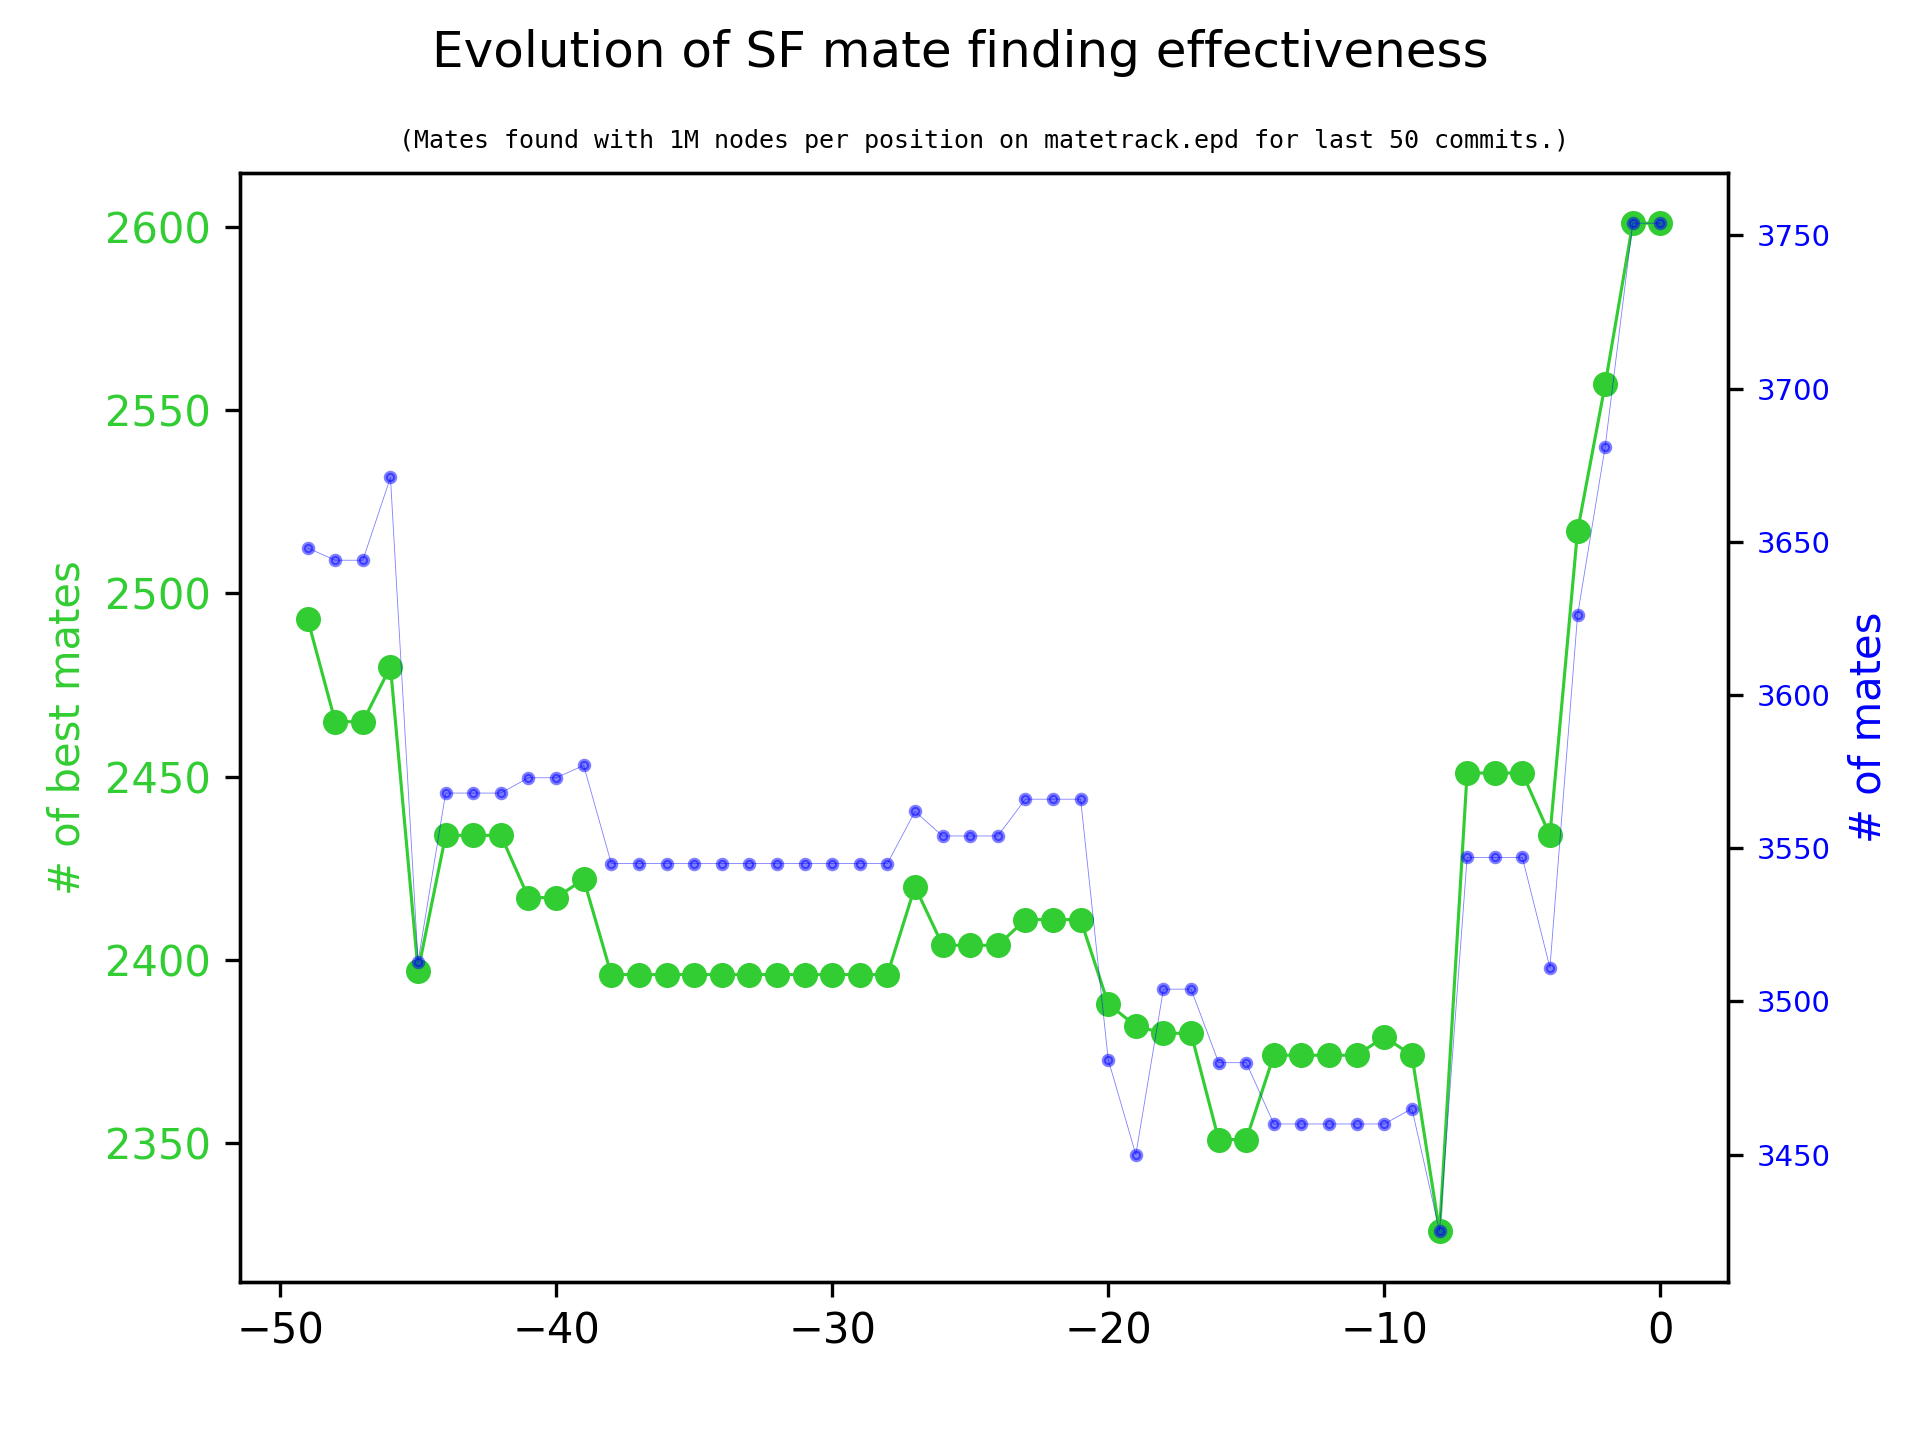 Evolution of SF mate finding effectiveness
(Mates found with 1M nodes per position on matetrack.epd for last 50 commits.)
# of best mates
2600
2550
2500
2450
2400
2350
3750
3700
3650
3600
3550
3500
3450
# of mates
−50 −40 −30 −20 −10 0